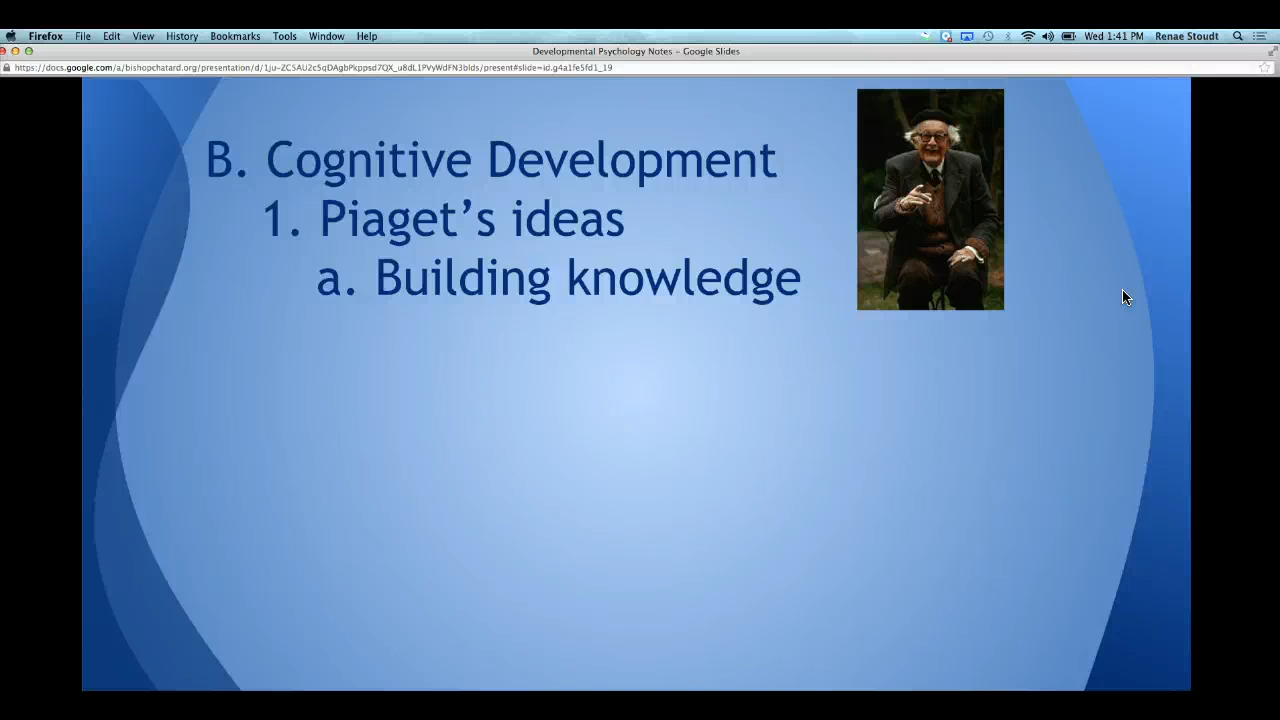 Firefox File Edit View History Bookmarks Tools Window Help Wed 1:41 PM Renae Stoudt
Developmental Psychology Notes – Google Slides
B. Cognitive Development
1. Piaget's ideas
a. Building knowledge